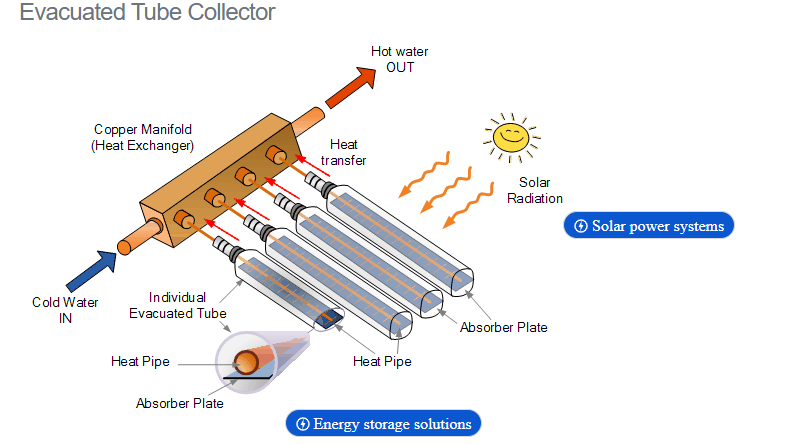 Evacuated Tube Collector
Hot water
OUT
Copper Manifold
(Heat Exchanger)
Heat
transfer
Solar
Radiation
Solar power systems
Cold Water
IN
Individual
Evacuated Tube
Absorber Plate
Heat Pipe
Heat Pipe
Absorber Plate
Energy storage solutions